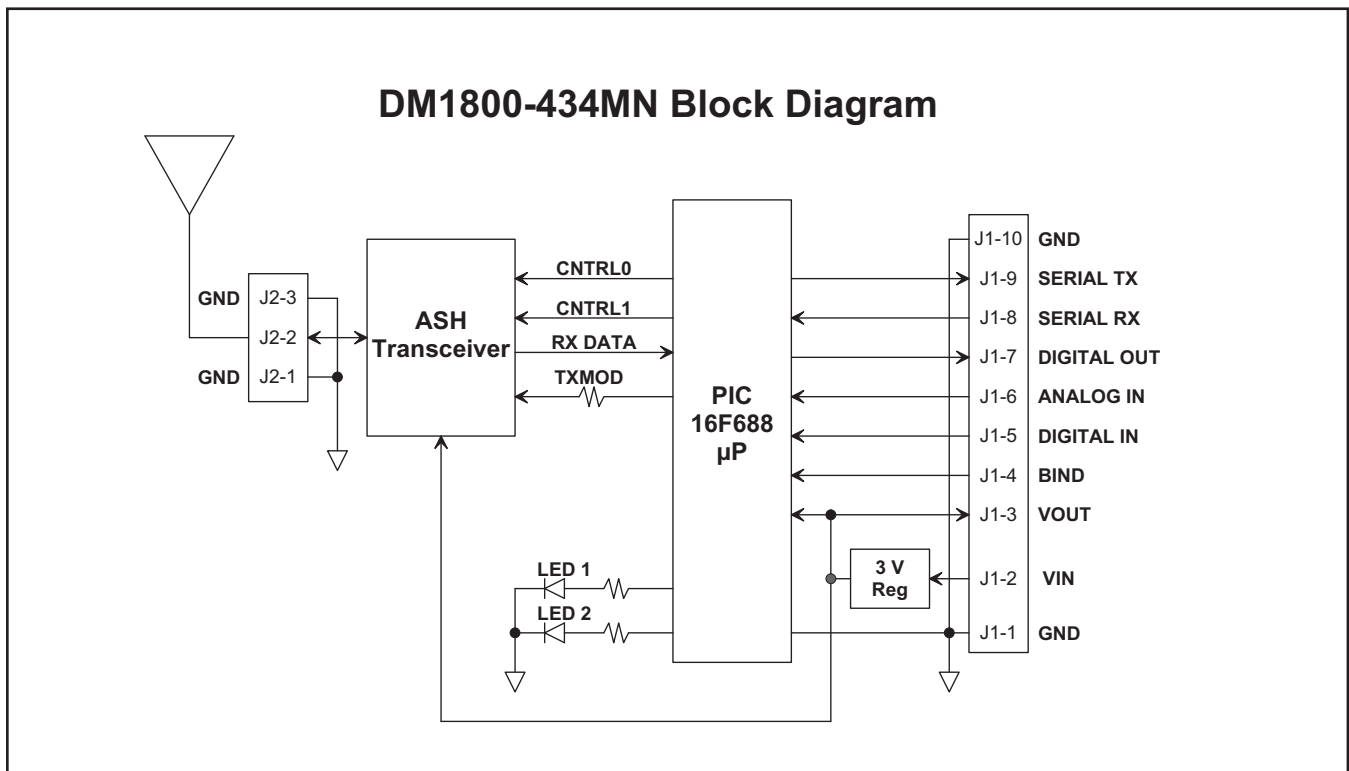 DM1800-434MN Block Diagram
GND J2-3
J2-2
GND J2-1
ASH
Transceiver
CNTRL0
CNTRL1
RX DATA
TXMOD
PIC
16F688
µP
LED 1
LED 2
3 V
Reg
J1-10 GND
J1-9 SERIAL TX
J1-8 SERIAL RX
J1-7 DIGITAL OUT
J1-6 ANALOG IN
J1-5 DIGITAL IN
J1-4 BIND
J1-3 VOUT
J1-2 VIN
J1-1 GND